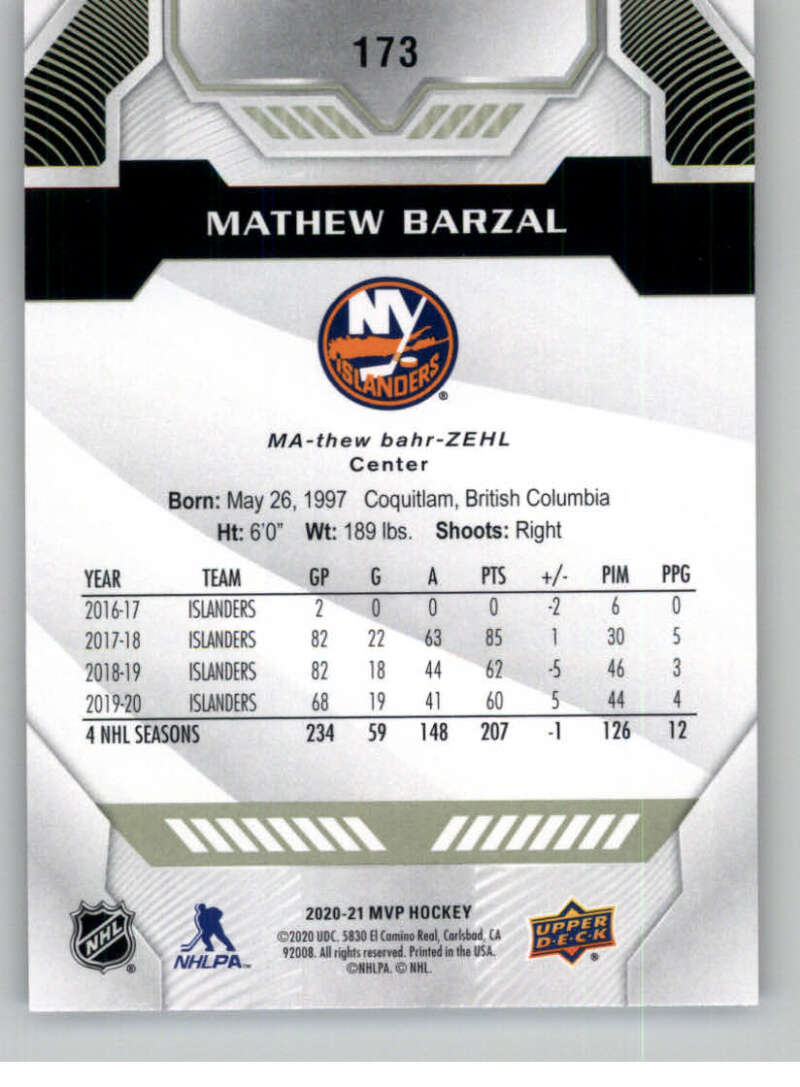 173
MATHEW BARZAL
NY
ISLANDERS
®
MA-thew bahr-ZEHL
Center
Born: May 26, 1997 Coquitlam, British Columbia
Ht: 6'0" Wt: 189 lbs. Shoots: Right
YEAR TEAM GP G A PTS +/- PIM PPG
2016-17 ISLANDERS 2 0 0 0 -2 6 0
2017-18 ISLANDERS 82 22 63 85 1 30 5
2018-19 ISLANDERS 82 18 44 62 -5 46 3
2019-20 ISLANDERS 68 19 41 60 5 44 4
4 NHL SEASONS 234 59 148 207 -1 126 12
NHL ®
NHLPA™
2020-21 MVP HOCKEY
©2020 UDC. 5830 El Camino Real, Carlsbad, CA
92008. All rights reserved. Printed in the USA.
©NHLPA. © NHL.
UPPER
D·E·C·K ®